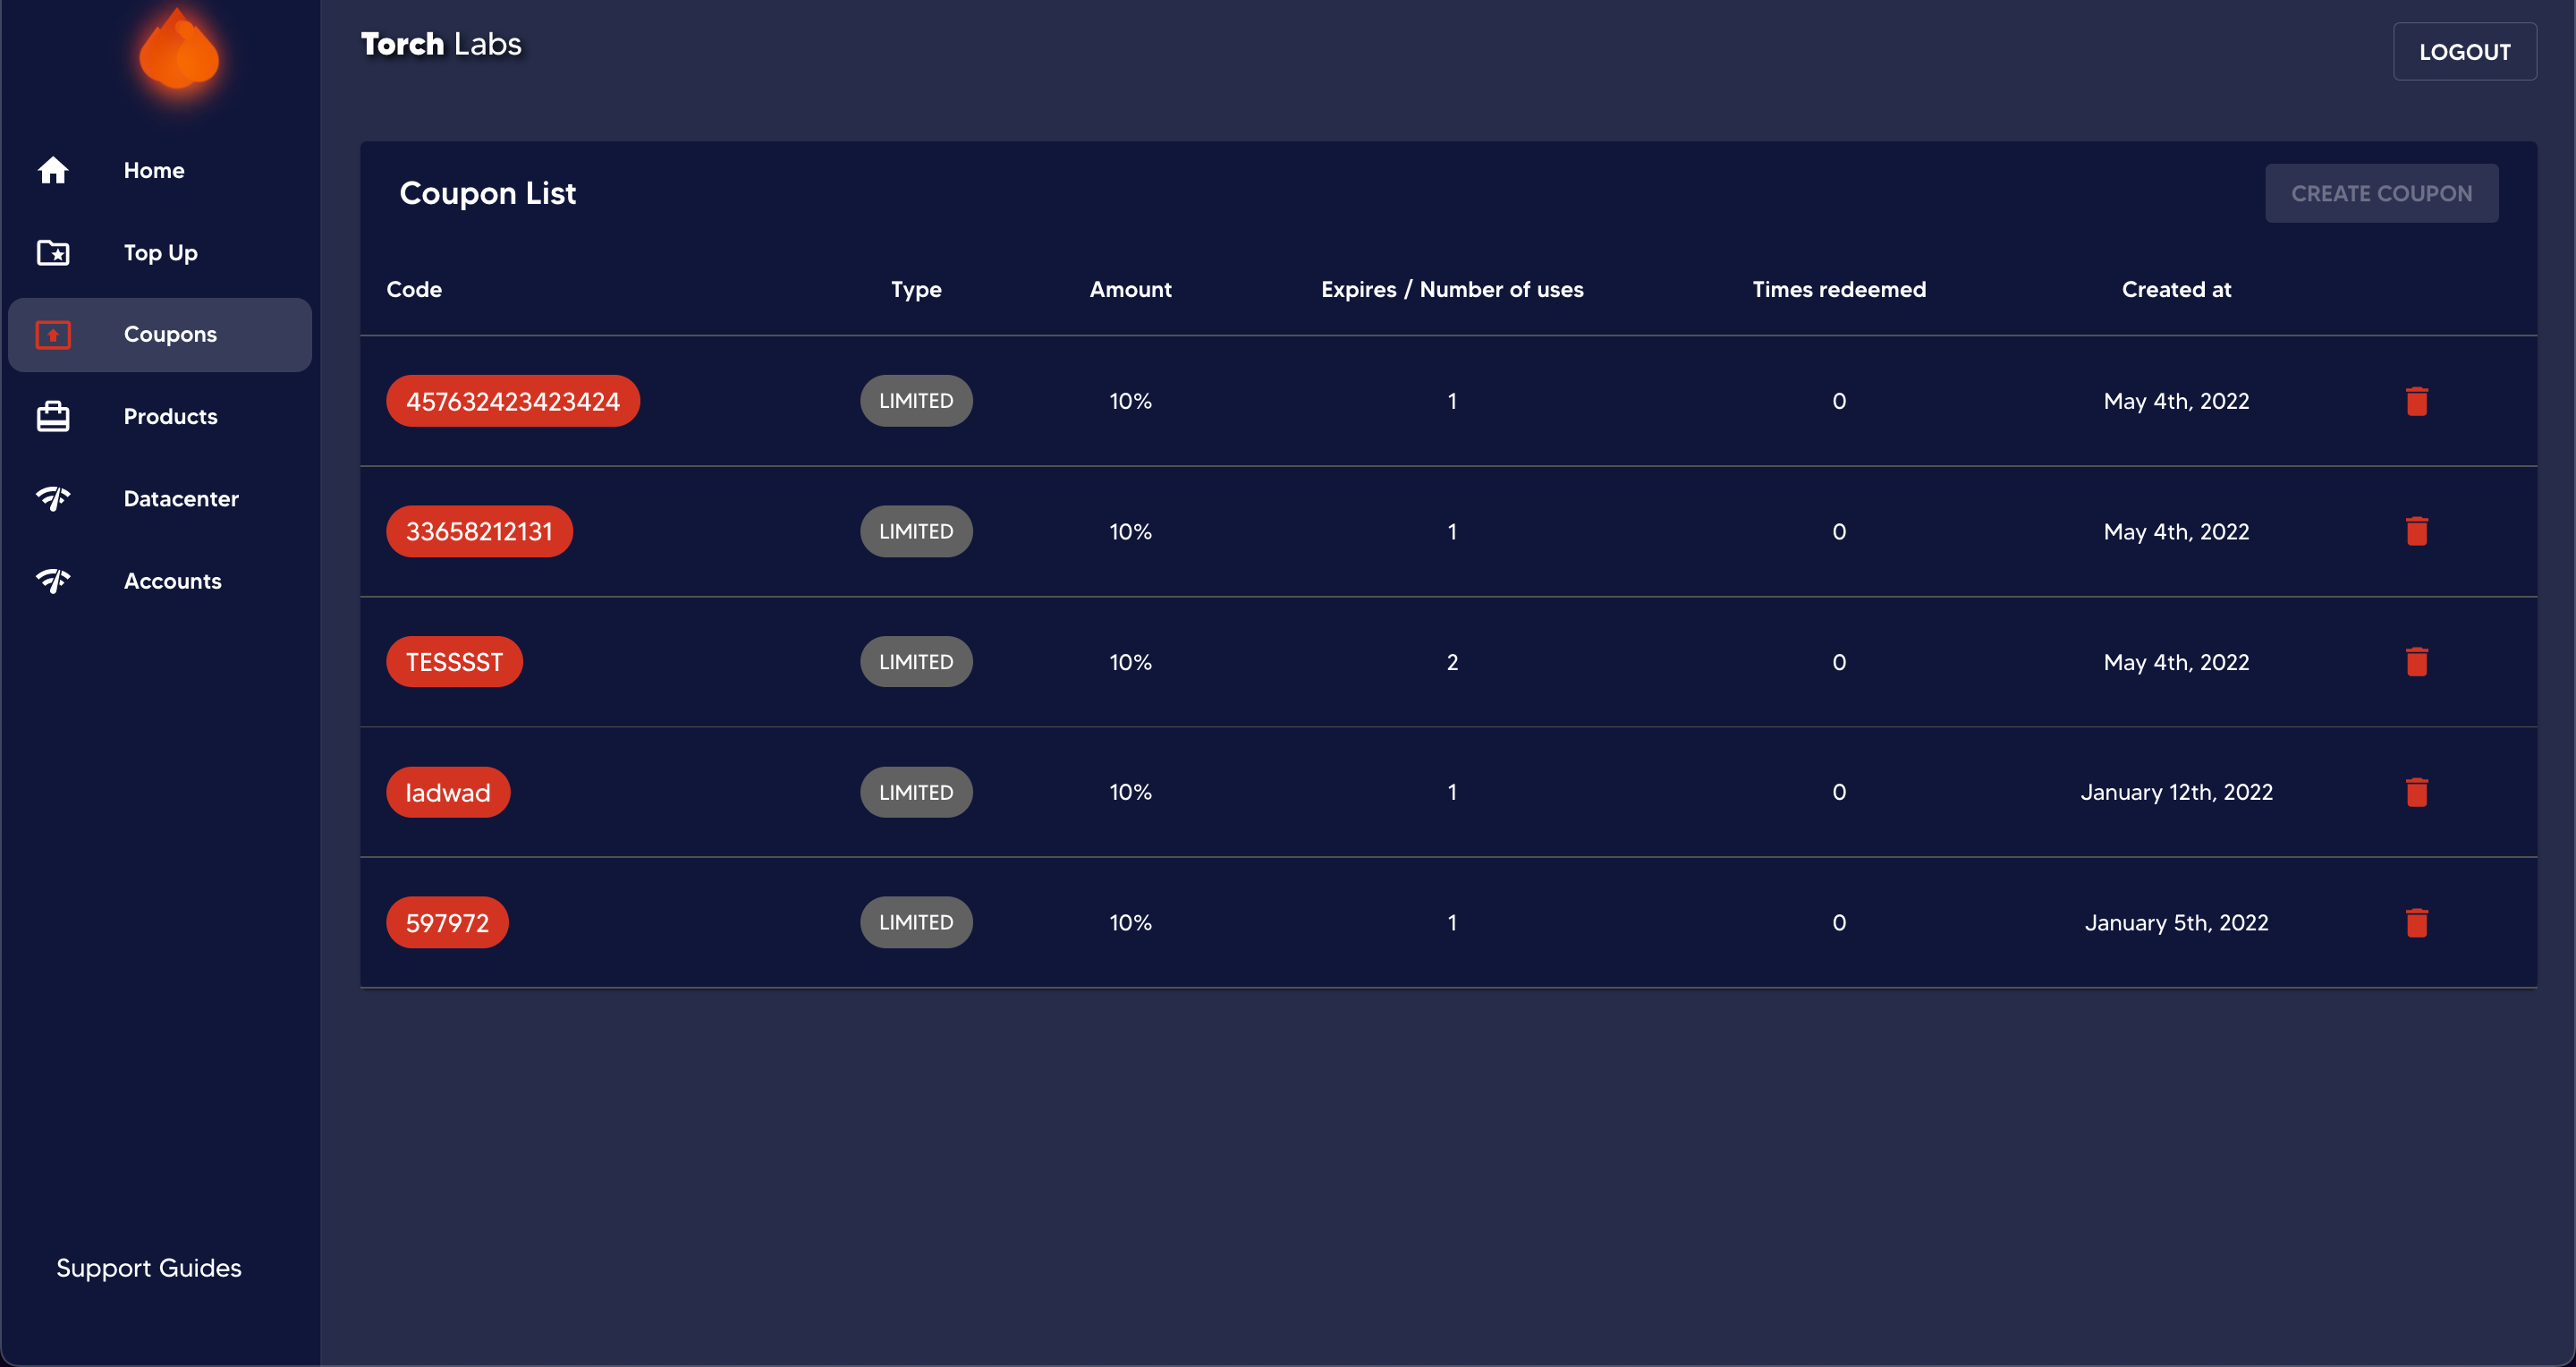 Torch Labs
LOGOUT
Home
Top Up
Coupons
Products
Datacenter
Accounts
Support Guides
Coupon List
CREATE COUPON
Code Type Amount Expires / Number of uses Times redeemed Created at
457632423423424 LIMITED 10% 1 0 May 4th, 2022
33658212131 LIMITED 10% 1 0 May 4th, 2022
TESSSST LIMITED 10% 2 0 May 4th, 2022
ladwad LIMITED 10% 1 0 January 12th, 2022
597972 LIMITED 10% 1 0 January 5th, 2022